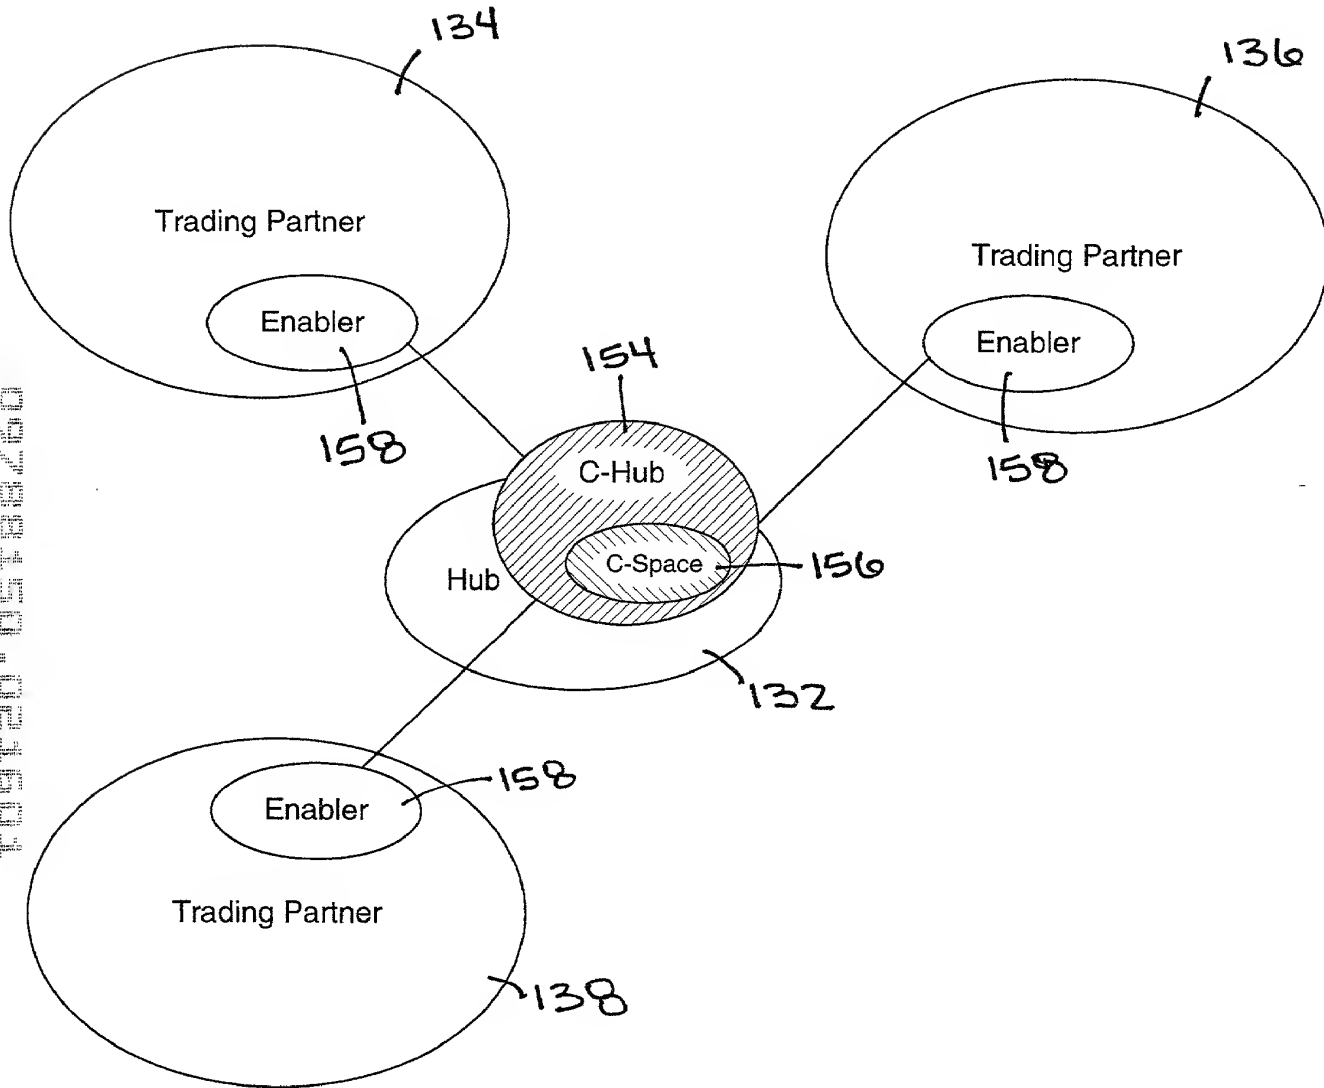 134
136
Trading Partner
Trading Partner
Enabler
Enabler
154
158
158
C-Hub
C-Space
156
Hub
132
158
Enabler
Trading Partner
138